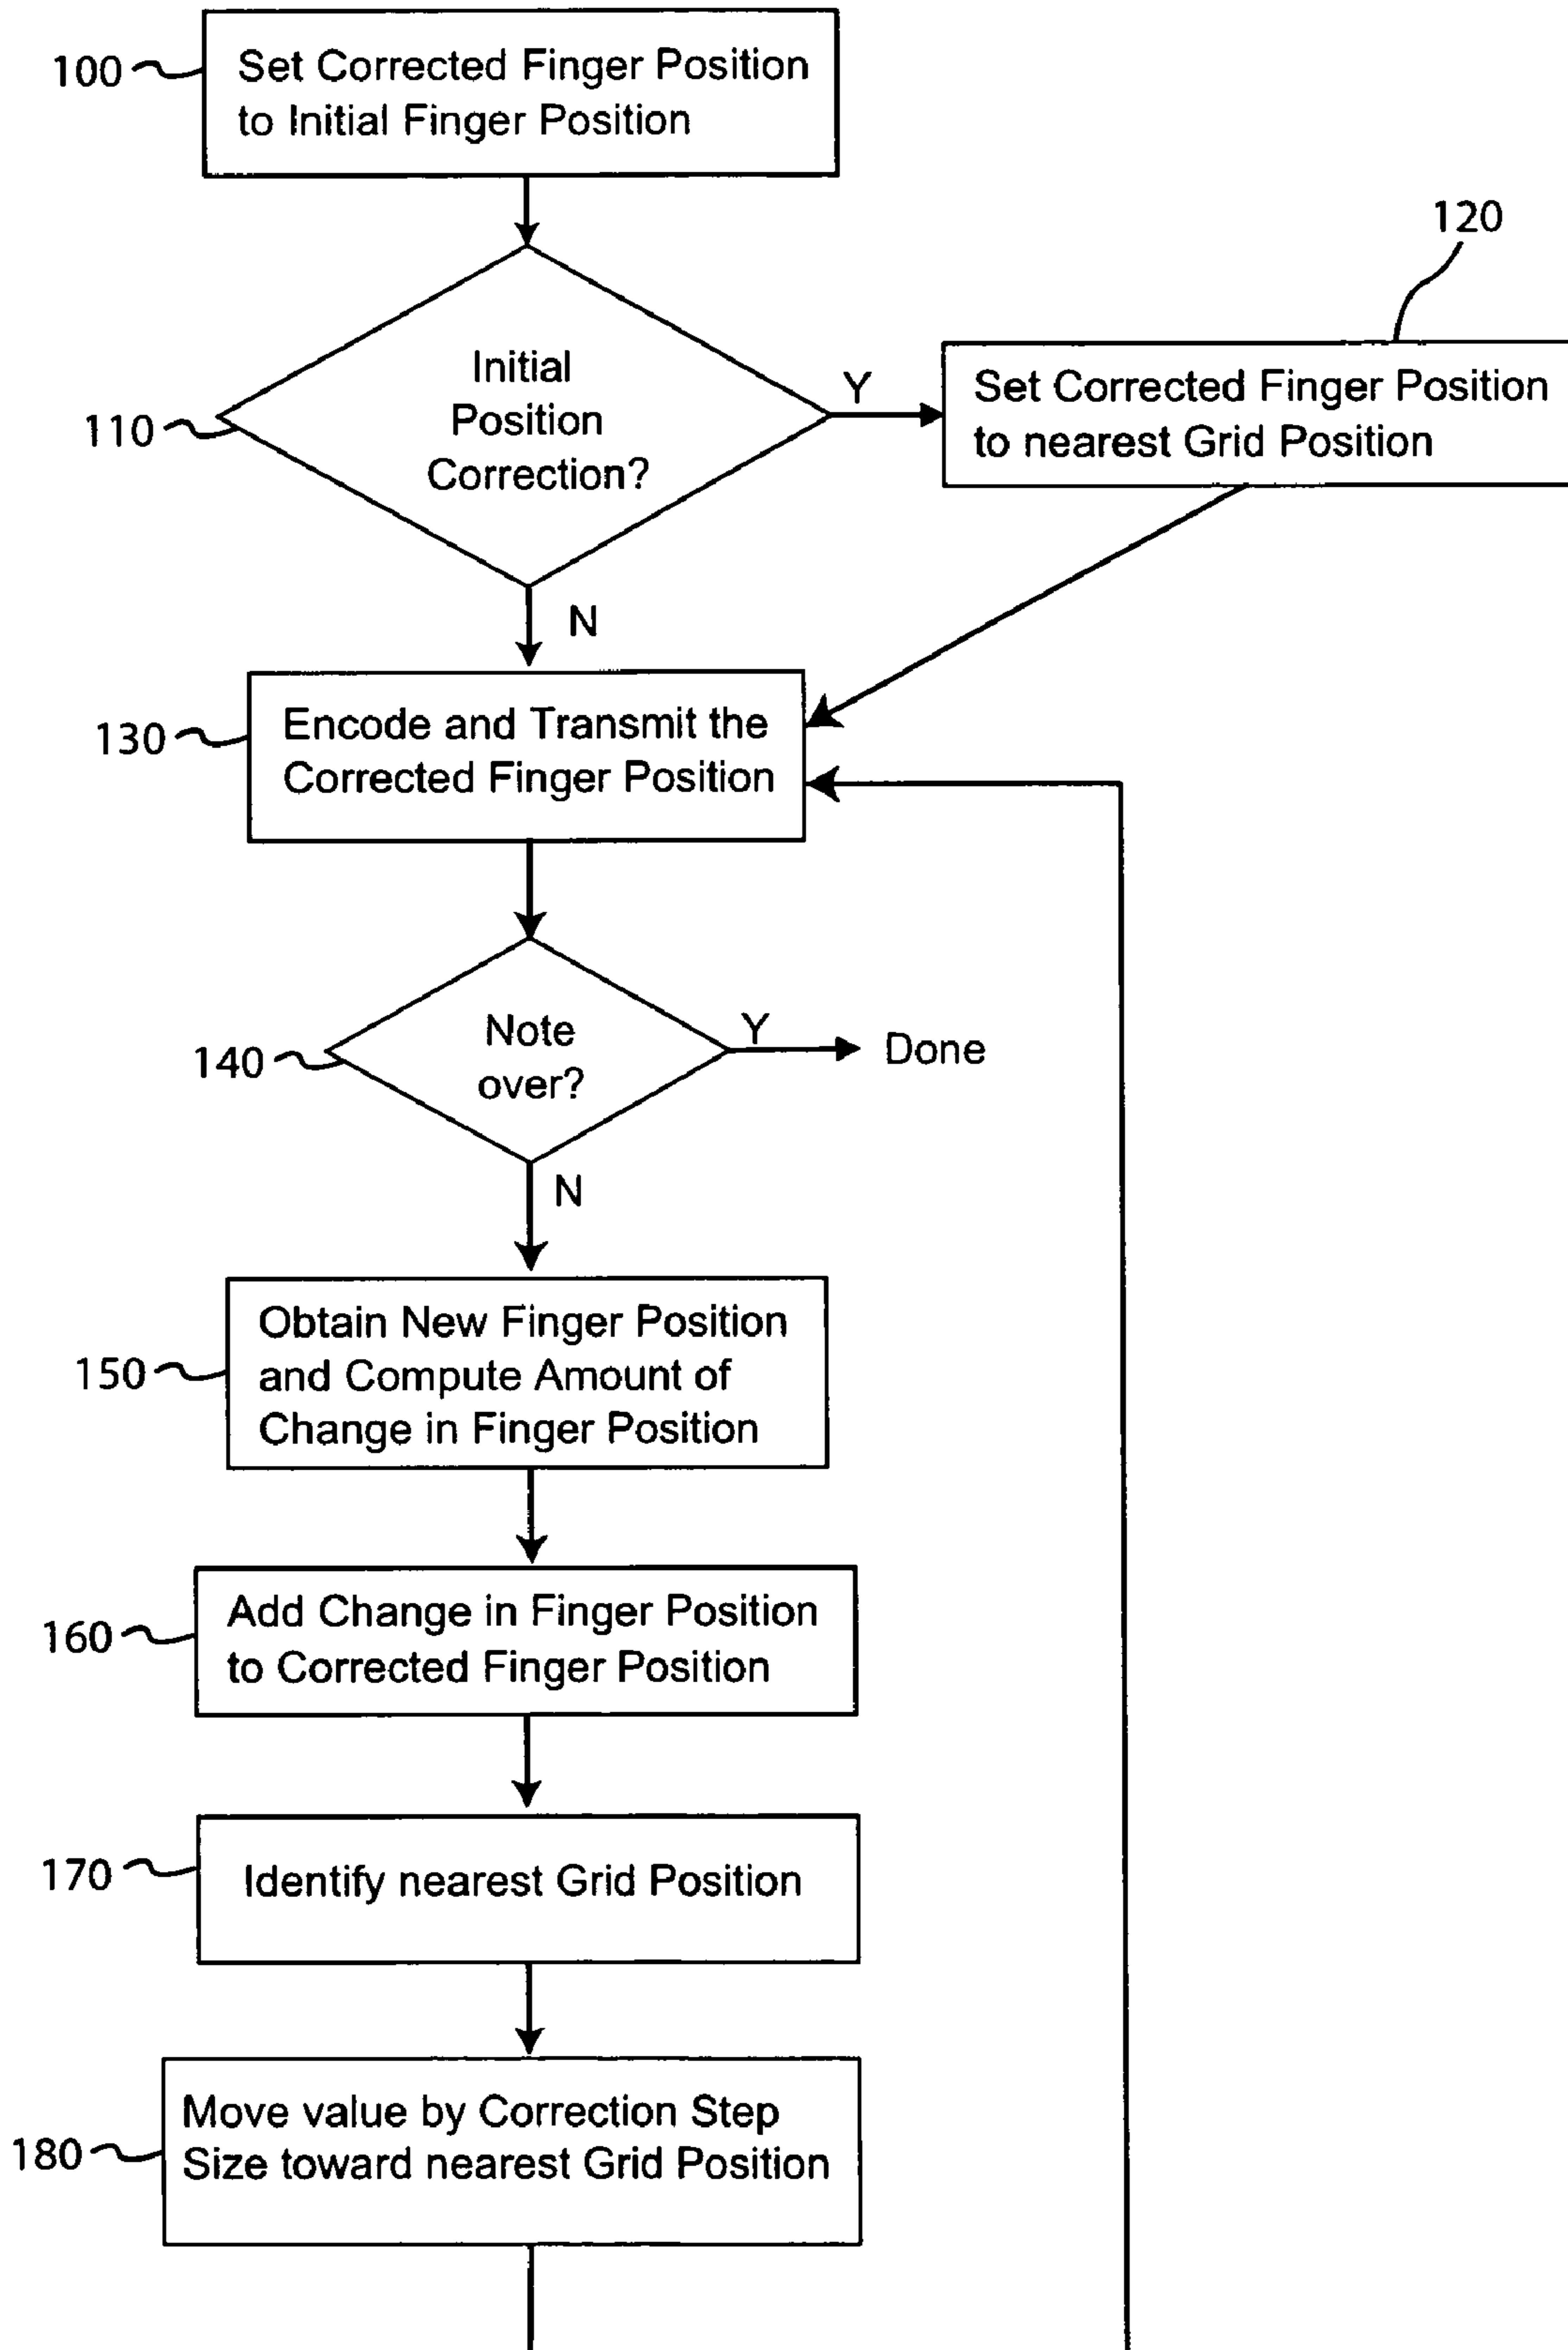 100
Set Corrected Finger Position
to Initial Finger Position
120
110
Initial
Position
Correction?
Y
Set Corrected Finger Position
to nearest Grid Position
N
130
Encode and Transmit the
Corrected Finger Position
140
Note
over?
Y
Done
N
150
Obtain New Finger Position
and Compute Amount of
Change in Finger Position
160
Add Change in Finger Position
to Corrected Finger Position
170
Identify nearest Grid Position
180
Move value by Correction Step
Size toward nearest Grid Position